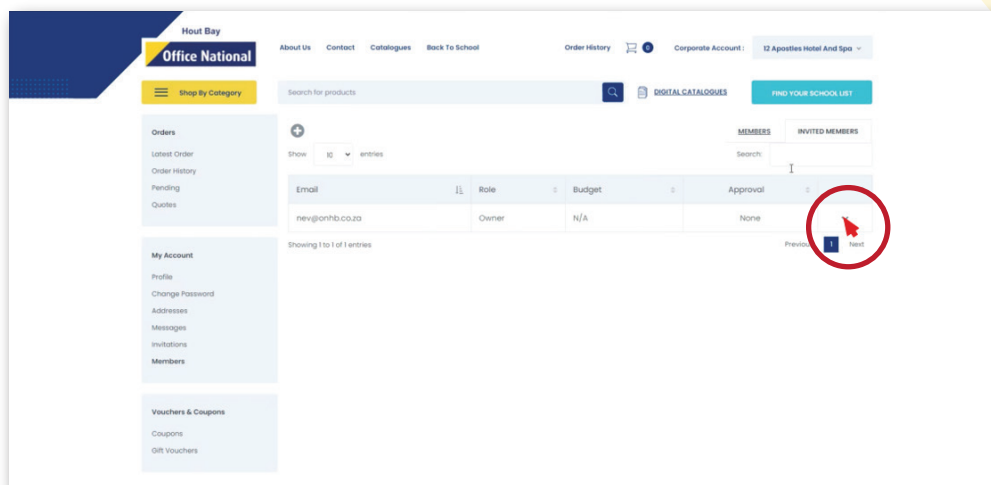 Hout Bay
Office National
About Us Contact Catalogues Back To School Order History 0 Corporate Account : 12 Apostles Hotel And Spa
Shop By Category Search for products DIGITAL CATALOGUES FIND YOUR SCHOOL LIST
Orders
Latest Order
Order History
Pending
Quotes
My Account
Profile
Change Password
Addresses
Messages
Invitations
Members
Vouchers & Coupons
Coupons
Gift Vouchers
MEMBERS INVITED MEMBERS
Show 10 entries Search:
Email Role Budget Approval
nev@onhb.co.za Owner N/A None
Showing 1 to 1 of 1 entries Previous 1 Next